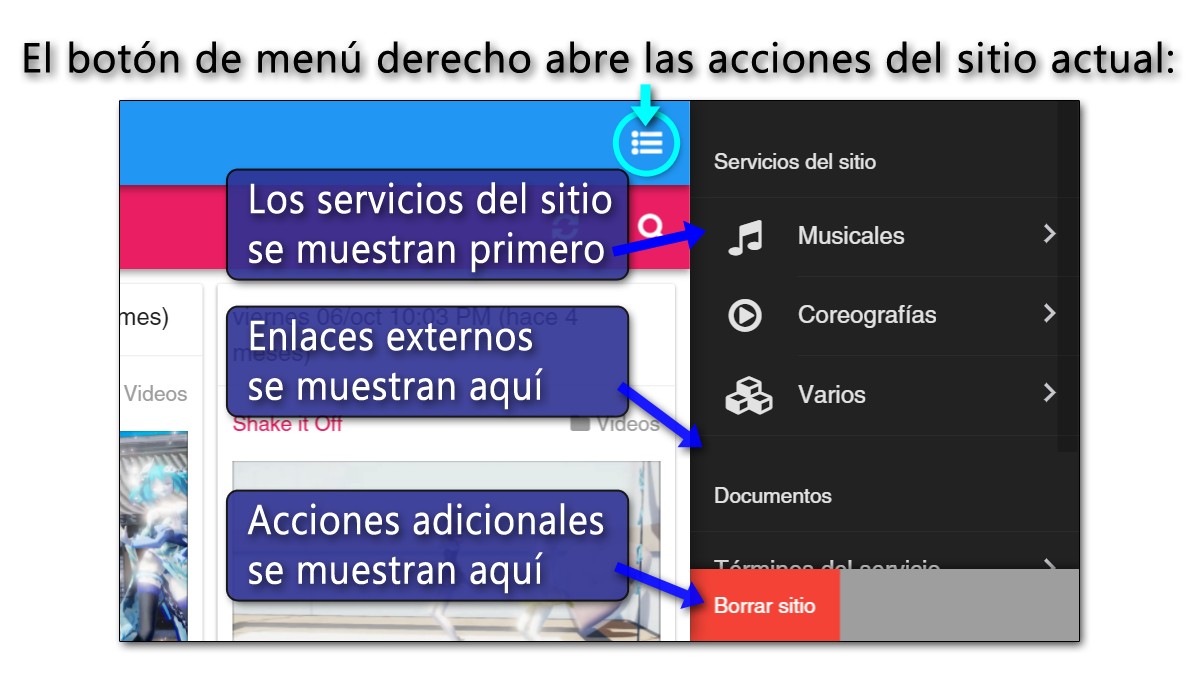 El botón de menú derecho abre las acciones del sitio actual:
Servicios del sitio
Los servicios del sitio
se muestran primero
Musicales
Coreografías
Varios
mes)
viernes 06/oct 10:03 PM (hace 4
meses)
Enlaces externos
se muestran aquí
Videos
Shake it Off
Videos
Documentos
Términos del servicio
Acciones adicionales
se muestran aquí
Borrar sitio